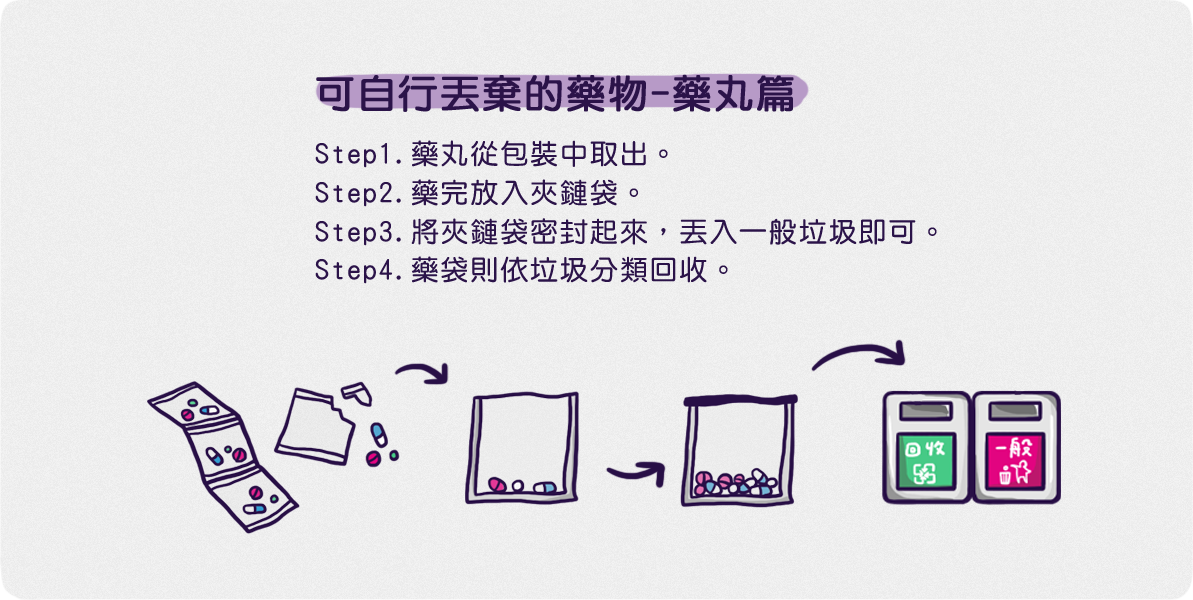 可自行丟棄的藥物-藥丸篇
Step1.藥丸從包裝中取出。
Step2.藥完放入夾鏈袋。
Step3.將夾鏈袋密封起來，丟入一般垃圾即可。
Step4.藥袋則依垃圾分類回收。
回收
一般